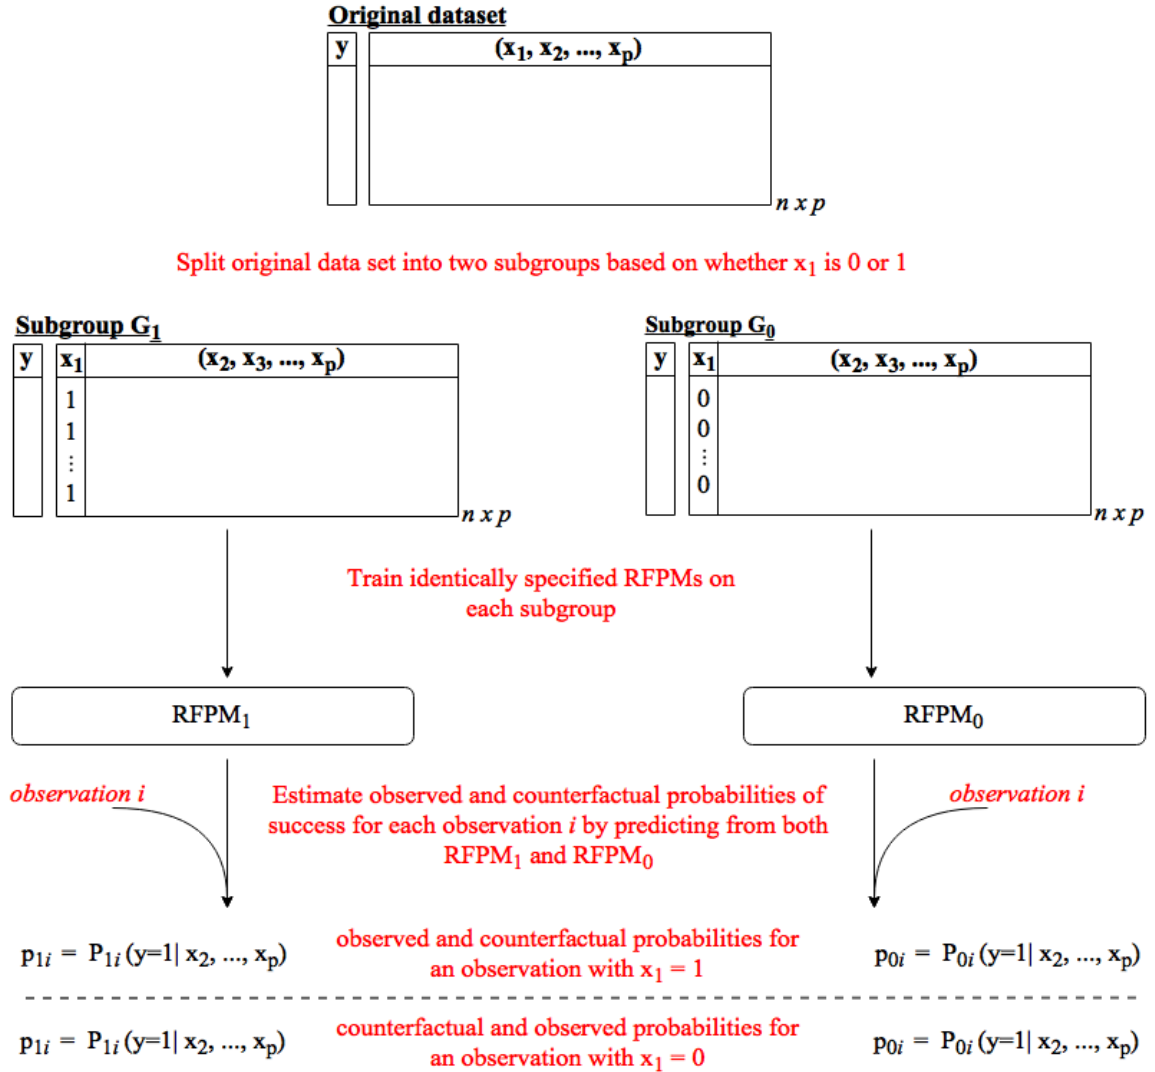 Original dataset
y (x1, x2, ..., xp)
n x p
Split original data set into two subgroups based on whether x1 is 0 or 1
Subgroup G1 Subgroup G0
y x1 (x2, x3, ..., xp) y x1 (x2, x3, ..., xp)
1 0
1 0
⋮ ⋮
1 0
n x p n x p
Train identically specified RFPMs on
each subgroup
RFPM1 RFPM0
observation i Estimate observed and counterfactual probabilities of observation i
success for each observation i by predicting from both
RFPM1 and RFPM0
observed and counterfactual probabilities for
p1i = P1i (y=1| x2, ..., xp) an observation with x1 = 1 p0i = P0i (y=1| x2, ..., xp)
counterfactual and observed probabilities for
p1i = P1i (y=1| x2, ..., xp) an observation with x1 = 0 p0i = P0i (y=1| x2, ..., xp)